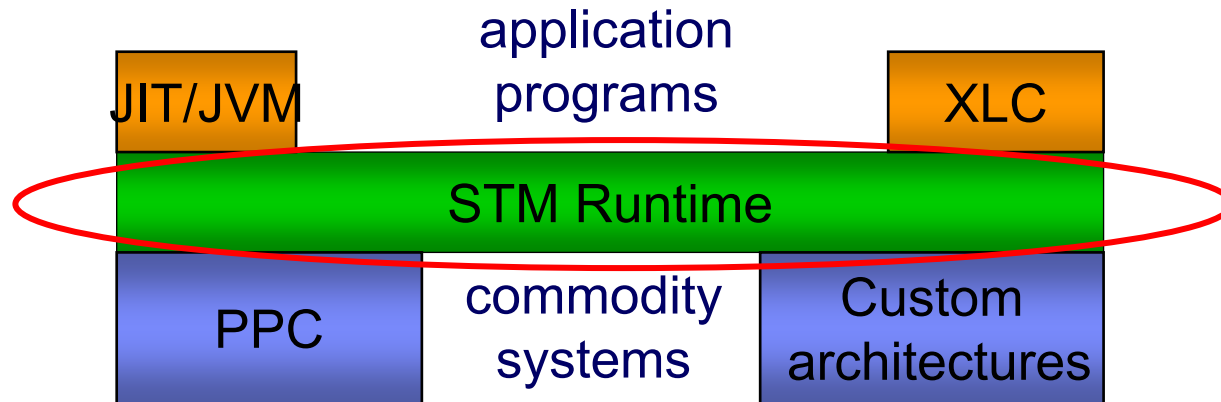 application
programs
JIT/JVM
XLC
STM Runtime
PPC
commodity
systems
Custom
architectures